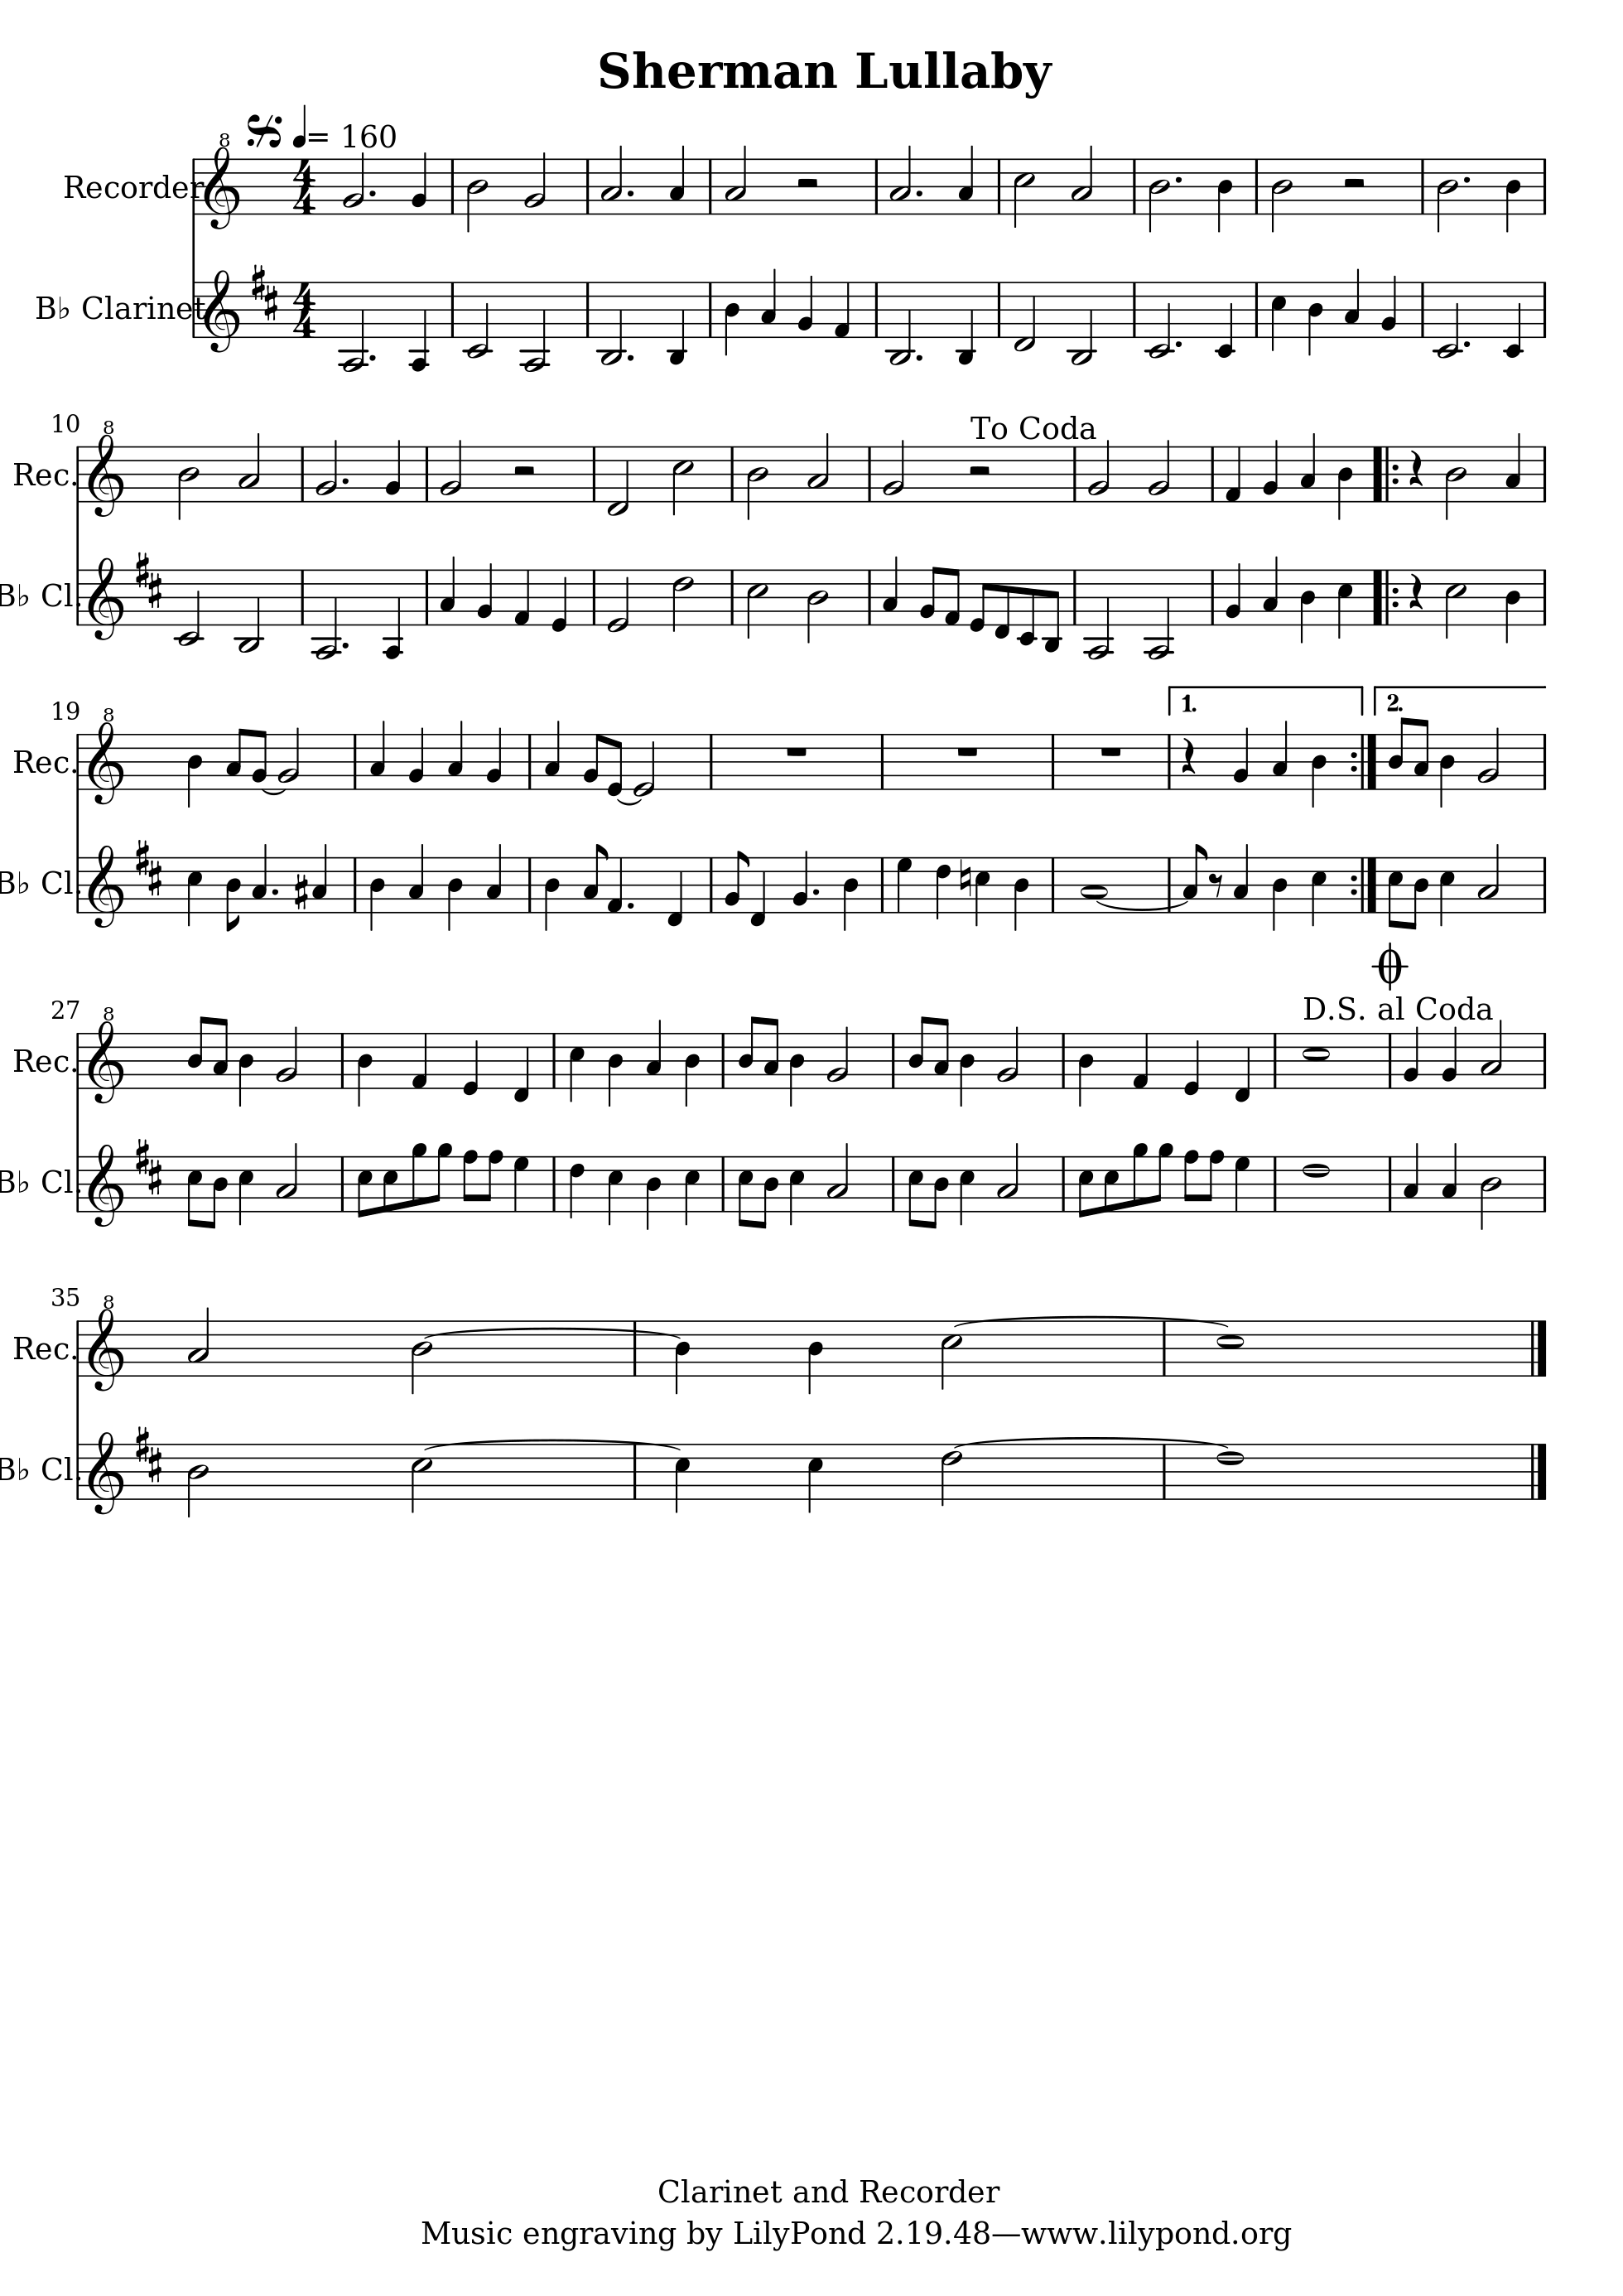 Sherman Lullaby
= 160
8
Recorder
4
4
B♭ Clarinet
4
4
10
8
To Coda
Rec.
B♭ Cl.
19
8
1.
2.
Rec.
B♭ Cl.
27
8
D.S. al Coda
Rec.
B♭ Cl.
35
8
Rec.
B♭ Cl.
Clarinet and Recorder
Music engraving by LilyPond 2.19.48—www.lilypond.org